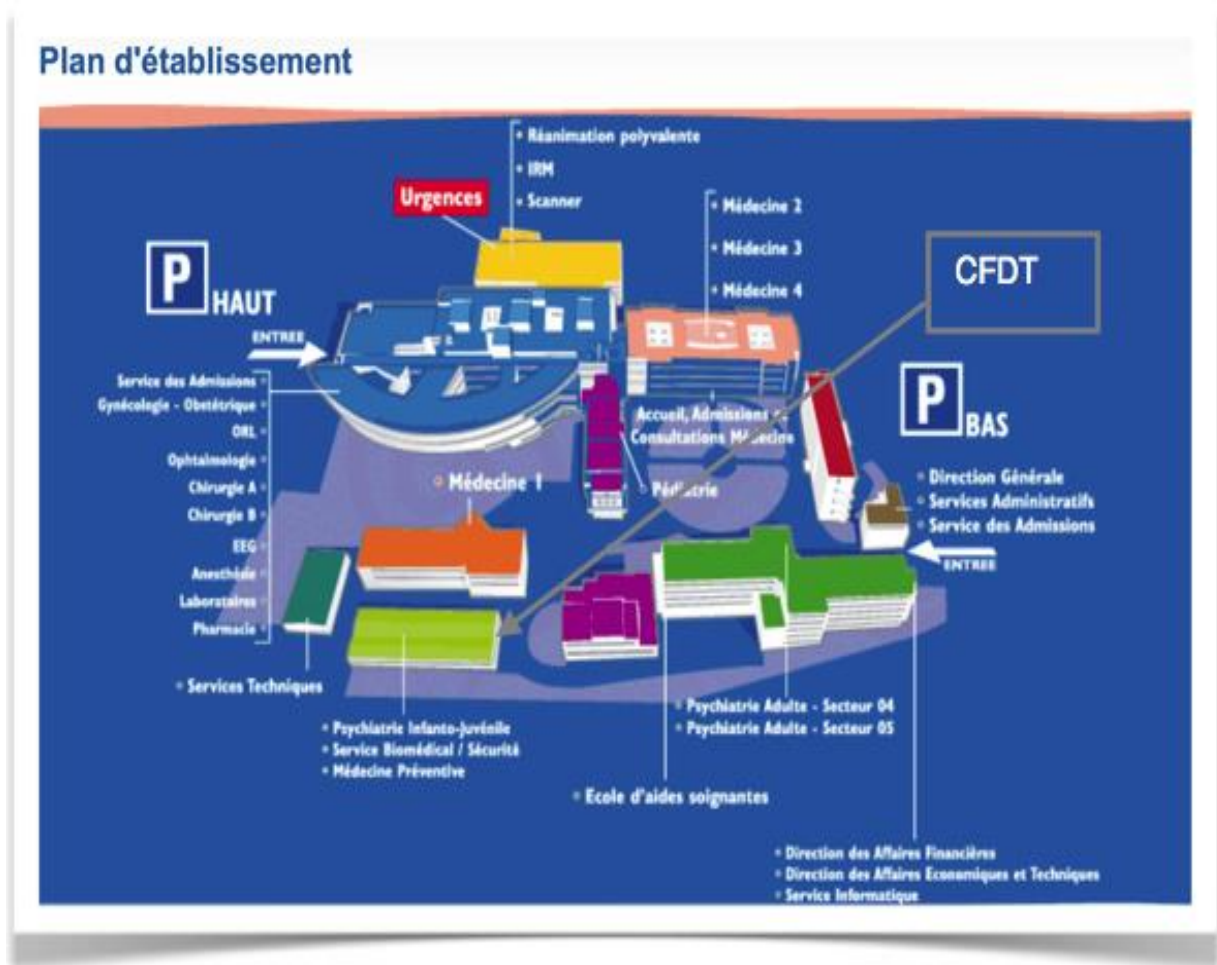 Plan d'établissement
Réanimation polyvalente
IRM
Scanner
Urgences
Médecine 2
Médecine 3
Médecine 4
CFDT
P HAUT
ENTREE
Service des Admissions
Gynécologie - Obstétrique
ORL
Ophtalmologie
Chirurgie A
Chirurgie B
EEG
Anesthésie
Laboratoires
Pharmacie
Accueil, Admissions
Consultations Médecine
P BAS
Médecine 1
Pédiatrie
Direction Générale
Services Administratifs
Service des Admissions
ENTREE
Services Techniques
Psychiatrie Infanto-Juvénile
Service Biomédical / Sécurité
Médecine Préventive
Psychiatrie Adulte - Secteur 04
Psychiatrie Adulte - Secteur 05
Ecole d'aides soignantes
Direction des Affaires Financières
Direction des Affaires Economiques et Techniques
Service Informatique